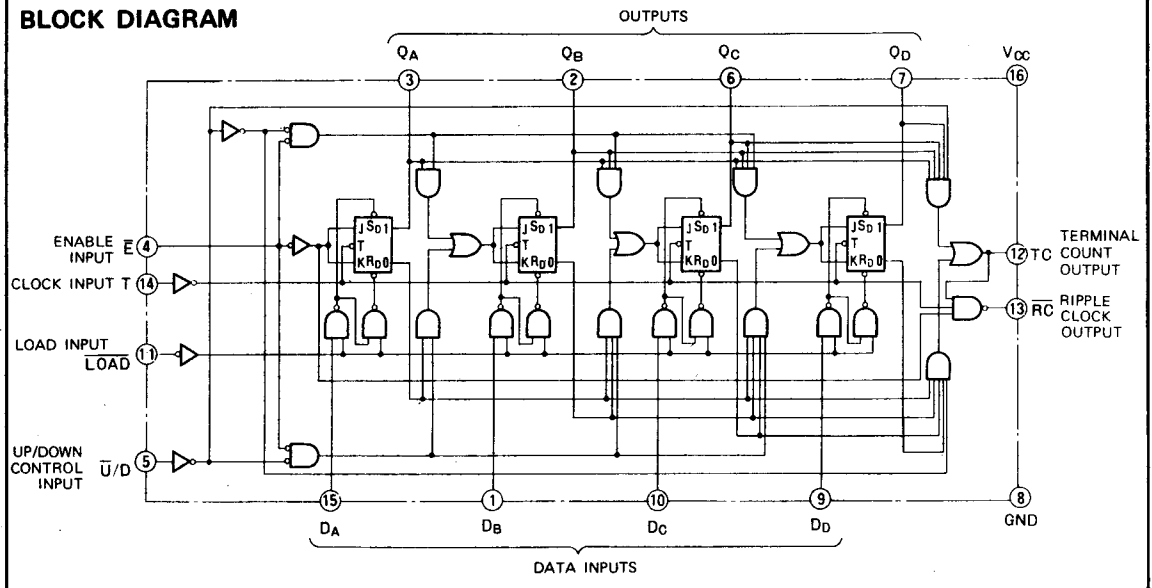 BLOCK DIAGRAM
OUTPUTS
QA QB QC QD VCC
3 2 6 7 16
ENABLE INPUT E̅ 4
CLOCK INPUT T 14
LOAD INPUT L̅O̅A̅D̅ 11
UP/DOWN CONTROL INPUT U̅/D 5
J SD 1
T
K RD 0
J SD 1
T
K RD 0
J SD 1
T
K RD 0
J SD 1
T
K RD 0
12 TC TERMINAL COUNT OUTPUT
13 R̅C̅ RIPPLE CLOCK OUTPUT
15 1 10 9 8
DA DB DC DD GND
DATA INPUTS